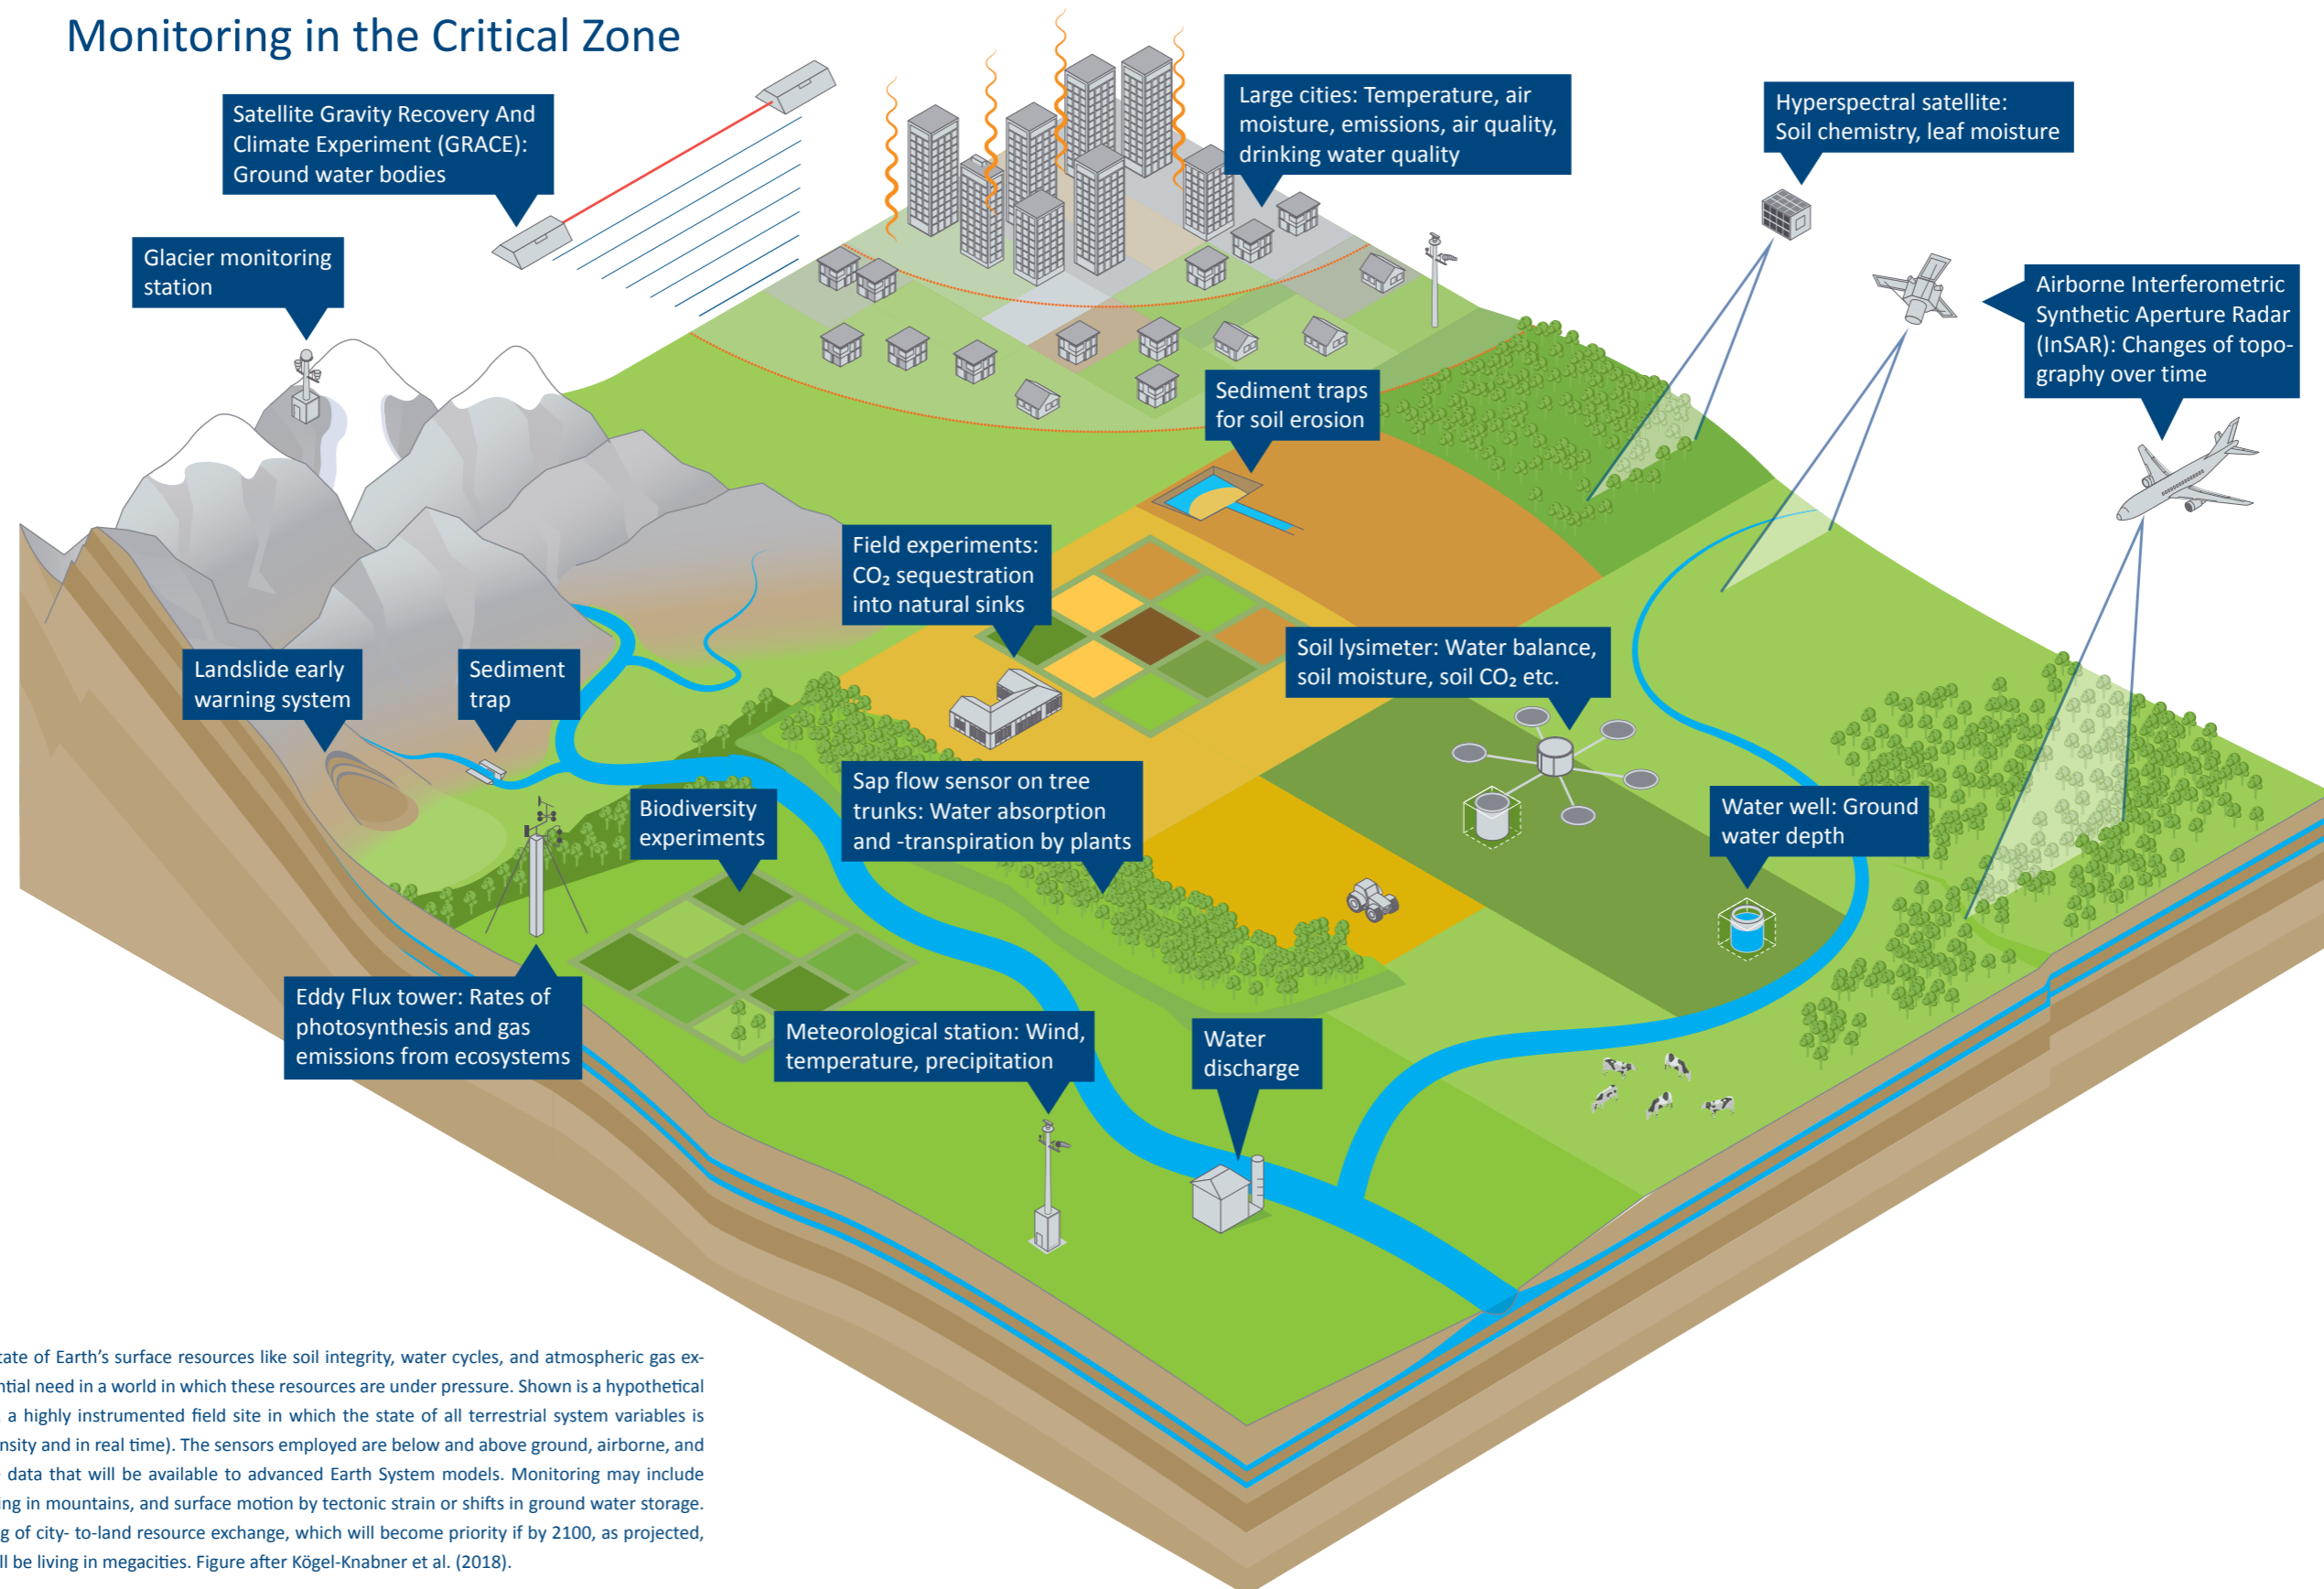 Monitoring in the Critical Zone
Satellite Gravity Recovery And
Climate Experiment (GRACE):
Ground water bodies
Large cities: Temperature, air
moisture, emissions, air quality,
drinking water quality
Hyperspectral satellite:
Soil chemistry, leaf moisture
Glacier monitoring
station
Airborne Interferometric
Synthetic Aperture Radar
(InSAR): Changes of topo-
graphy over time
Sediment traps
for soil erosion
Field experiments:
CO₂ sequestration
into natural sinks
Landslide early
warning system
Sediment
trap
Soil lysimeter: Water balance,
soil moisture, soil CO₂ etc.
Biodiversity
experiments
Sap flow sensor on tree
trunks: Water absorption
and -transpiration by plants
Water well: Ground
water depth
Eddy Flux tower: Rates of
photosynthesis and gas
emissions from ecosystems
Meteorological station: Wind,
temperature, precipitation
Water
discharge
tate of Earth’s surface resources like soil integrity, water cycles, and atmospheric gas ex-
ntial need in a world in which these resources are under pressure. Shown is a hypothetical
a highly instrumented field site in which the state of all terrestrial system variables is
nsity and in real time). The sensors employed are below and above ground, airborne, and
data that will be available to advanced Earth System models. Monitoring may include
ing in mountains, and surface motion by tectonic strain or shifts in ground water storage.
g of city- to-land resource exchange, which will become priority if by 2100, as projected,
ll be living in megacities. Figure after Kögel-Knabner et al. (2018).